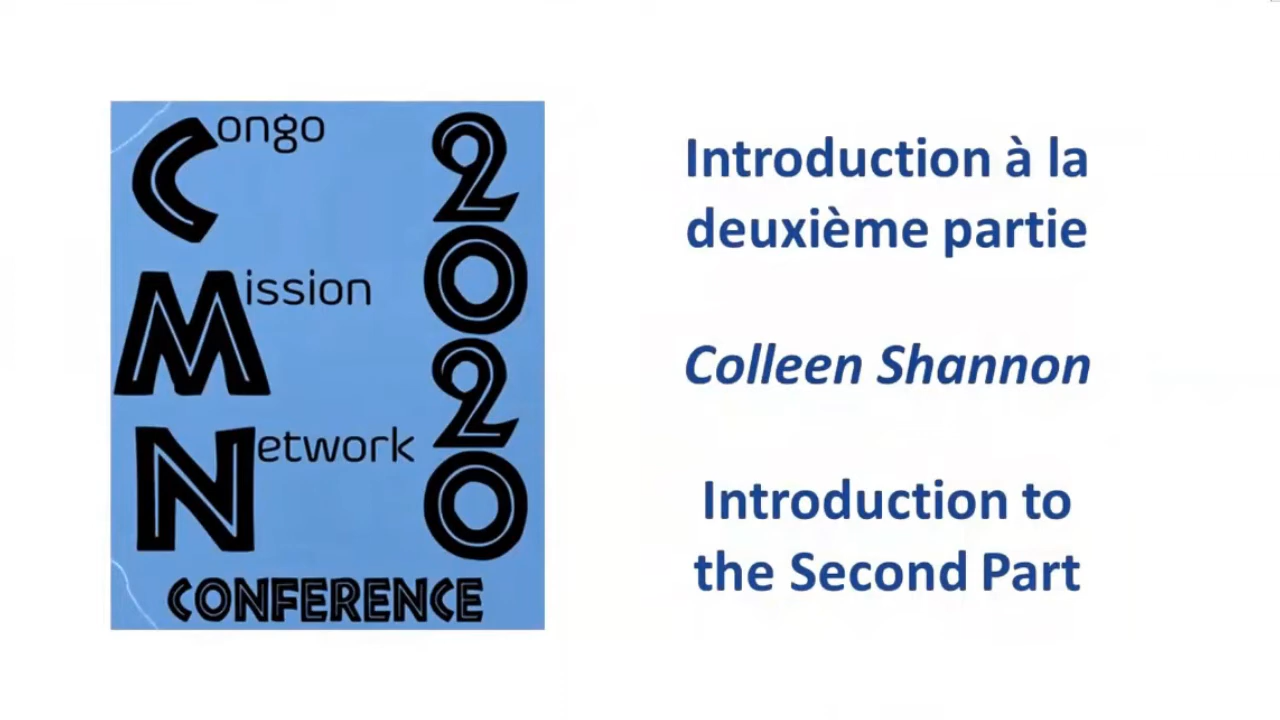 Congo
Mission
Network
2020
CONFERENCE
Introduction à la
deuxième partie
Colleen Shannon
Introduction to
the Second Part